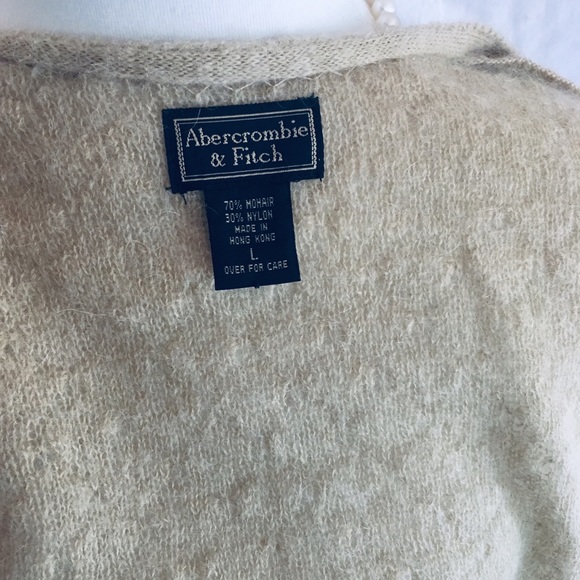 Abercrombie
& Fitch
70% MOHAIR
30% NYLON
MADE IN
HONG KONG
L.
OVER FOR CARE